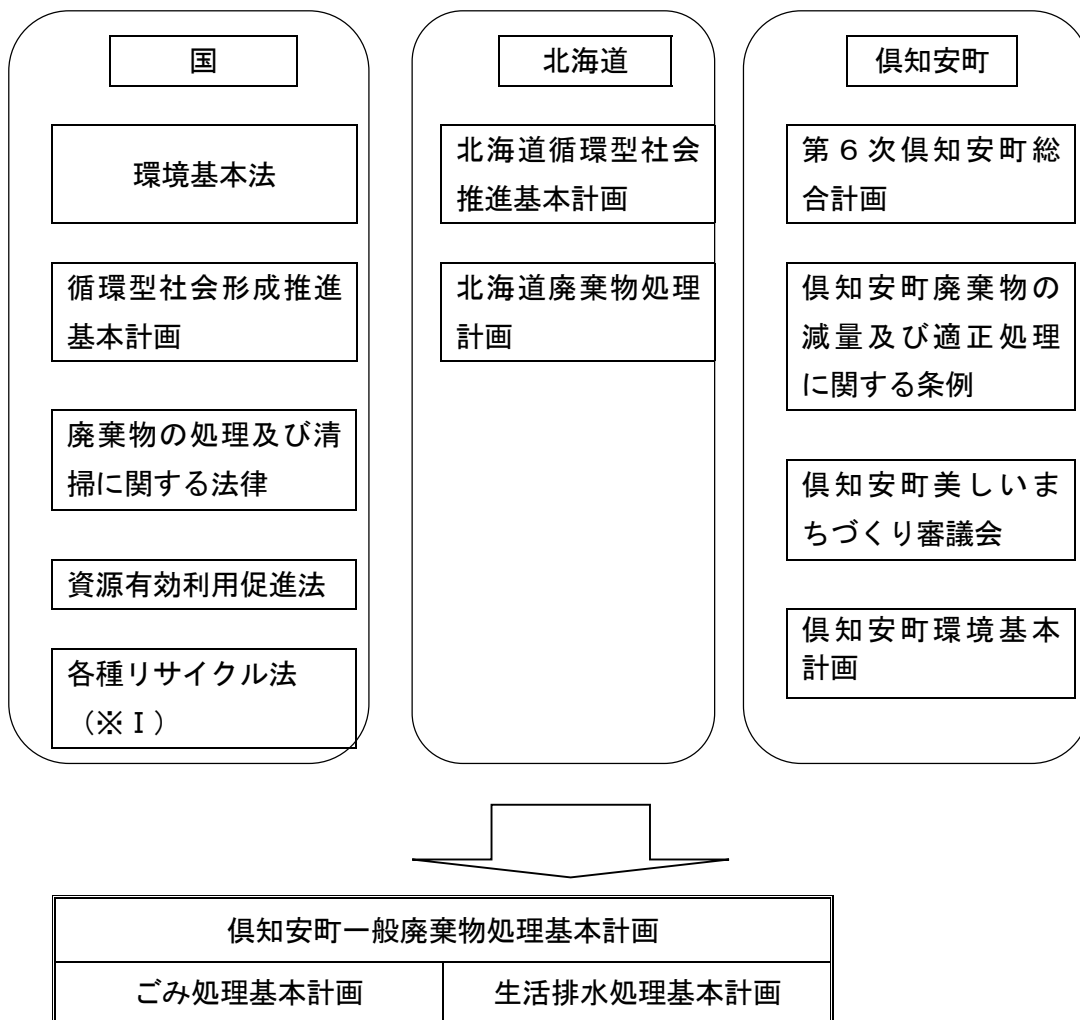 国
環境基本法
循環型社会形成推進
基本計画
廃棄物の処理及び清
掃に関する法律
資源有効利用促進法
各種リサイクル法
（※Ⅰ）
北海道
北海道循環型社会
推進基本計画
北海道廃棄物処理
計画
倶知安町
第６次倶知安町総
合計画
倶知安町廃棄物の
減量及び適正処理
に関する条例
倶知安町美しいま
ちづくり審議会
倶知安町環境基本
計画
倶知安町一般廃棄物処理基本計画
ごみ処理基本計画
生活排水処理基本計画